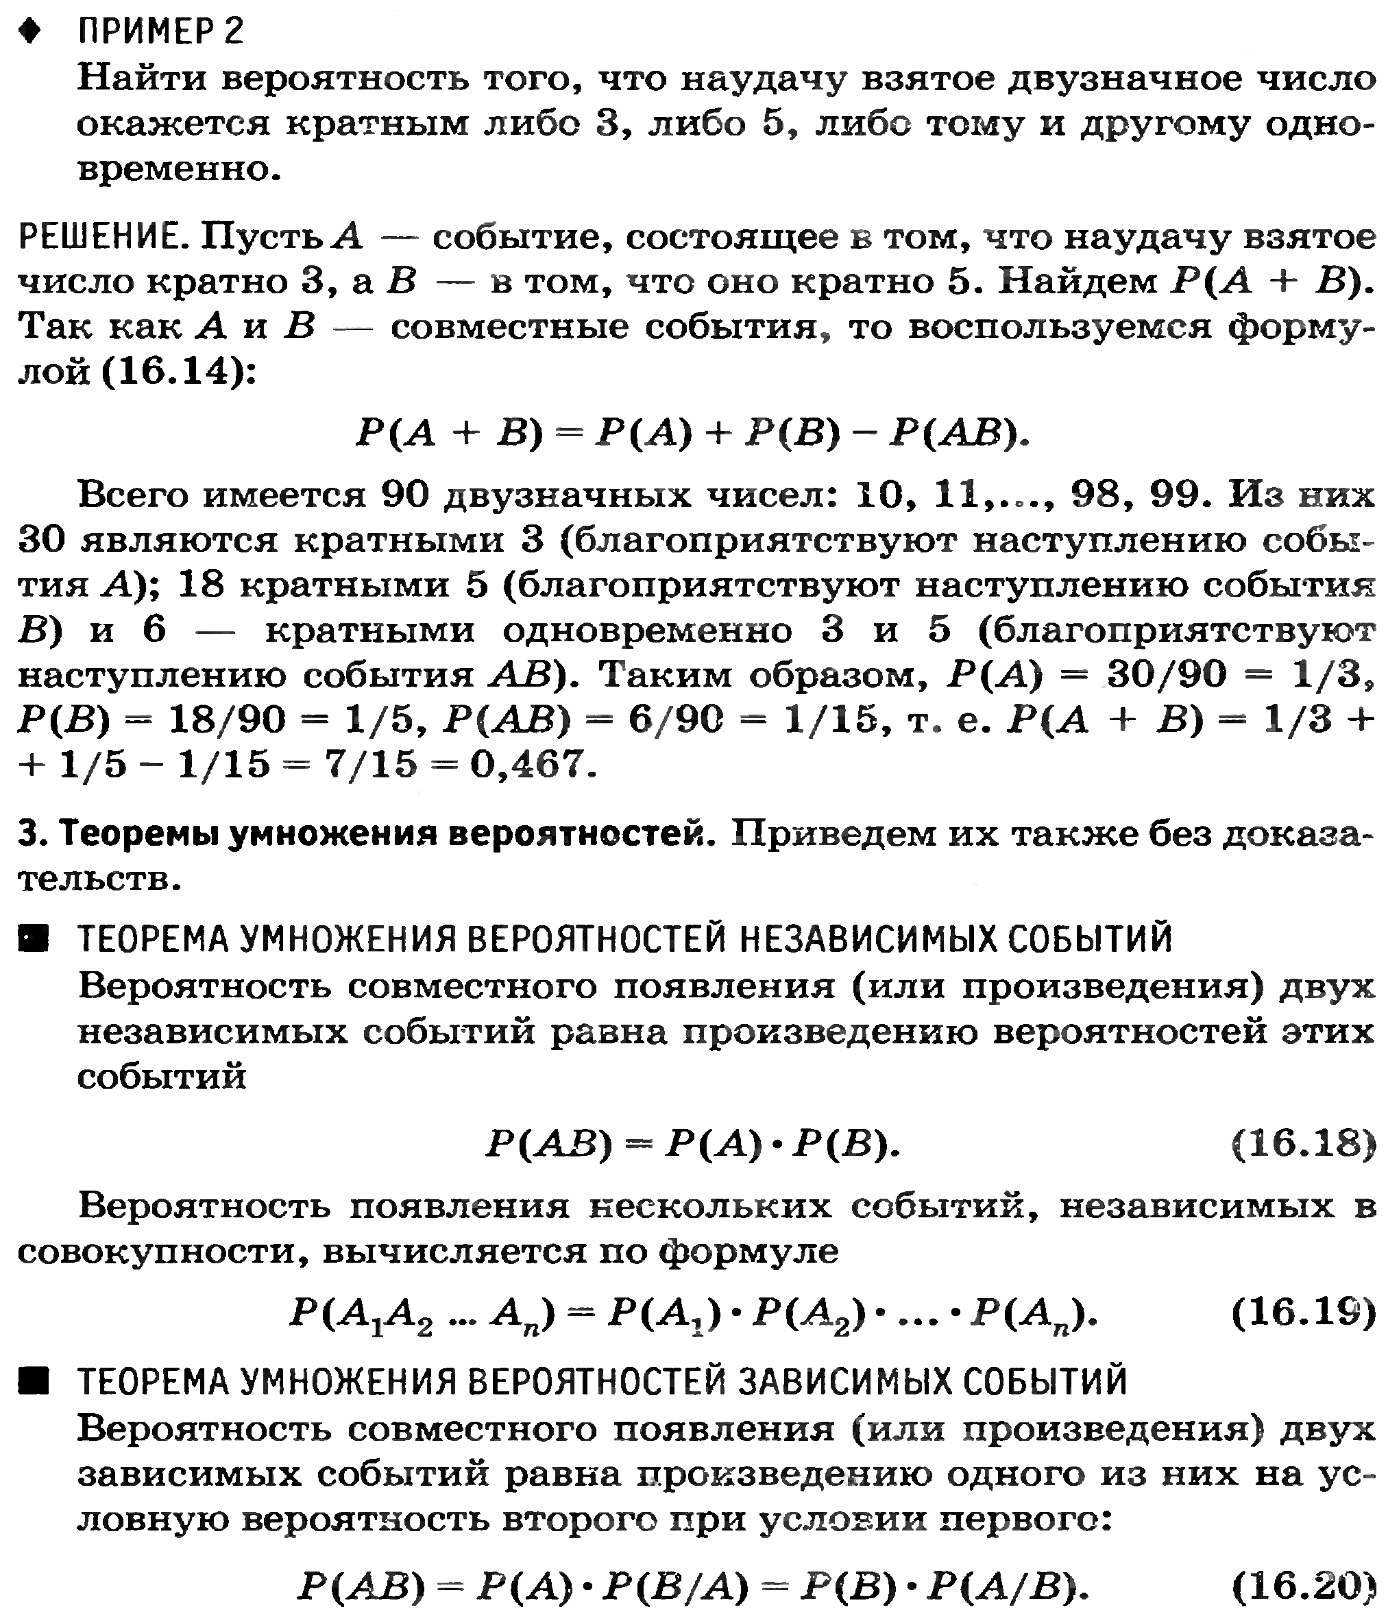 ♦ ПРИМЕР 2
Найти вероятность того, что наудачу взятое двузначное число
окажется кратным либо 3, либо 5, либо тому и другому одно-
временно.
РЕШЕНИЕ. Пусть A — событие, состоящее в том, что наудачу взятое
число кратно 3, а B — в том, что оно кратно 5. Найдем P(A + B).
Так как A и B — совместные события, то воспользуемся форму-
лой (16.14):
P(A + B) = P(A) + P(B) − P(AB).
Всего имеется 90 двузначных чисел: 10, 11,..., 98, 99. Из них
30 являются кратными 3 (благоприятствуют наступлению собы-
тия A); 18 кратными 5 (благоприятствуют наступлению события
B) и 6 — кратными одновременно 3 и 5 (благоприятствуют
наступлению события AB). Таким образом, P(A) = 30/90 = 1/3,
P(B) = 18/90 = 1/5, P(AB) = 6/90 = 1/15, т. е. P(A + B) = 1/3 +
+ 1/5 − 1/15 = 7/15 = 0,467.
3. Теоремы умножения вероятностей. Приведем их также без доказа-
тельств.
■ ТЕОРЕМА УМНОЖЕНИЯ ВЕРОЯТНОСТЕЙ НЕЗАВИСИМЫХ СОБЫТИЙ
Вероятность совместного появления (или произведения) двух
независимых событий равна произведению вероятностей этих
событий
P(AB) = P(A) · P(B). (16.18)
Вероятность появления нескольких событий, независимых в
совокупности, вычисляется по формуле
P(A₁A₂ ... Aₙ) = P(A₁) · P(A₂) · ... · P(Aₙ). (16.19)
■ ТЕОРЕМА УМНОЖЕНИЯ ВЕРОЯТНОСТЕЙ ЗАВИСИМЫХ СОБЫТИЙ
Вероятность совместного появления (или произведения) двух
зависимых событий равна произведению одного из них на ус-
ловную вероятность второго при условии первого:
P(AB) = P(A) · P(B/A) = P(B) · P(A/B). (16.20)